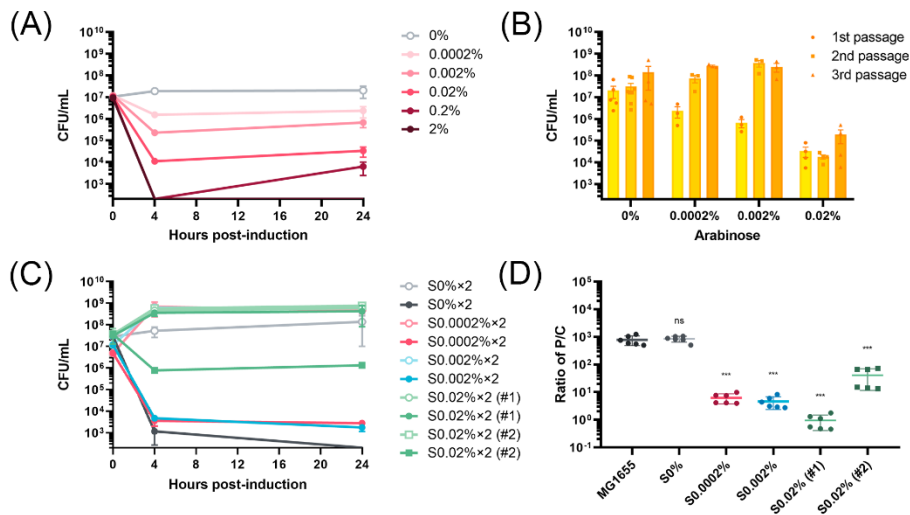 (A)
CFU/mL
10^10
10^9
10^8
10^7
10^6
10^5
10^4
10^3
0 4 8 12 16 20 24
Hours post-induction
0%
0.0002%
0.002%
0.02%
0.2%
2%
(B)
CFU/mL
10^10
10^9
10^8
10^7
10^6
10^5
10^4
10^3
0% 0.0002% 0.002% 0.02%
Arabinose
1st passage
2nd passage
3rd passage
(C)
CFU/mL
10^10
10^9
10^8
10^7
10^6
10^5
10^4
10^3
0 4 8 12 16 20 24
Hours post-induction
S0%×2
S0%×2
S0.0002%×2
S0.0002%×2
S0.002%×2
S0.002%×2
S0.02%×2 (#1)
S0.02%×2 (#1)
S0.02%×2 (#2)
S0.02%×2 (#2)
(D)
Ratio of P/C
10^5
10^4
10^3
10^2
10^1
10^0
10^-1
ns
***
***
***
***
MG1655
S0%
S0.0002%
S0.002%
S0.02% (#1)
S0.02% (#2)